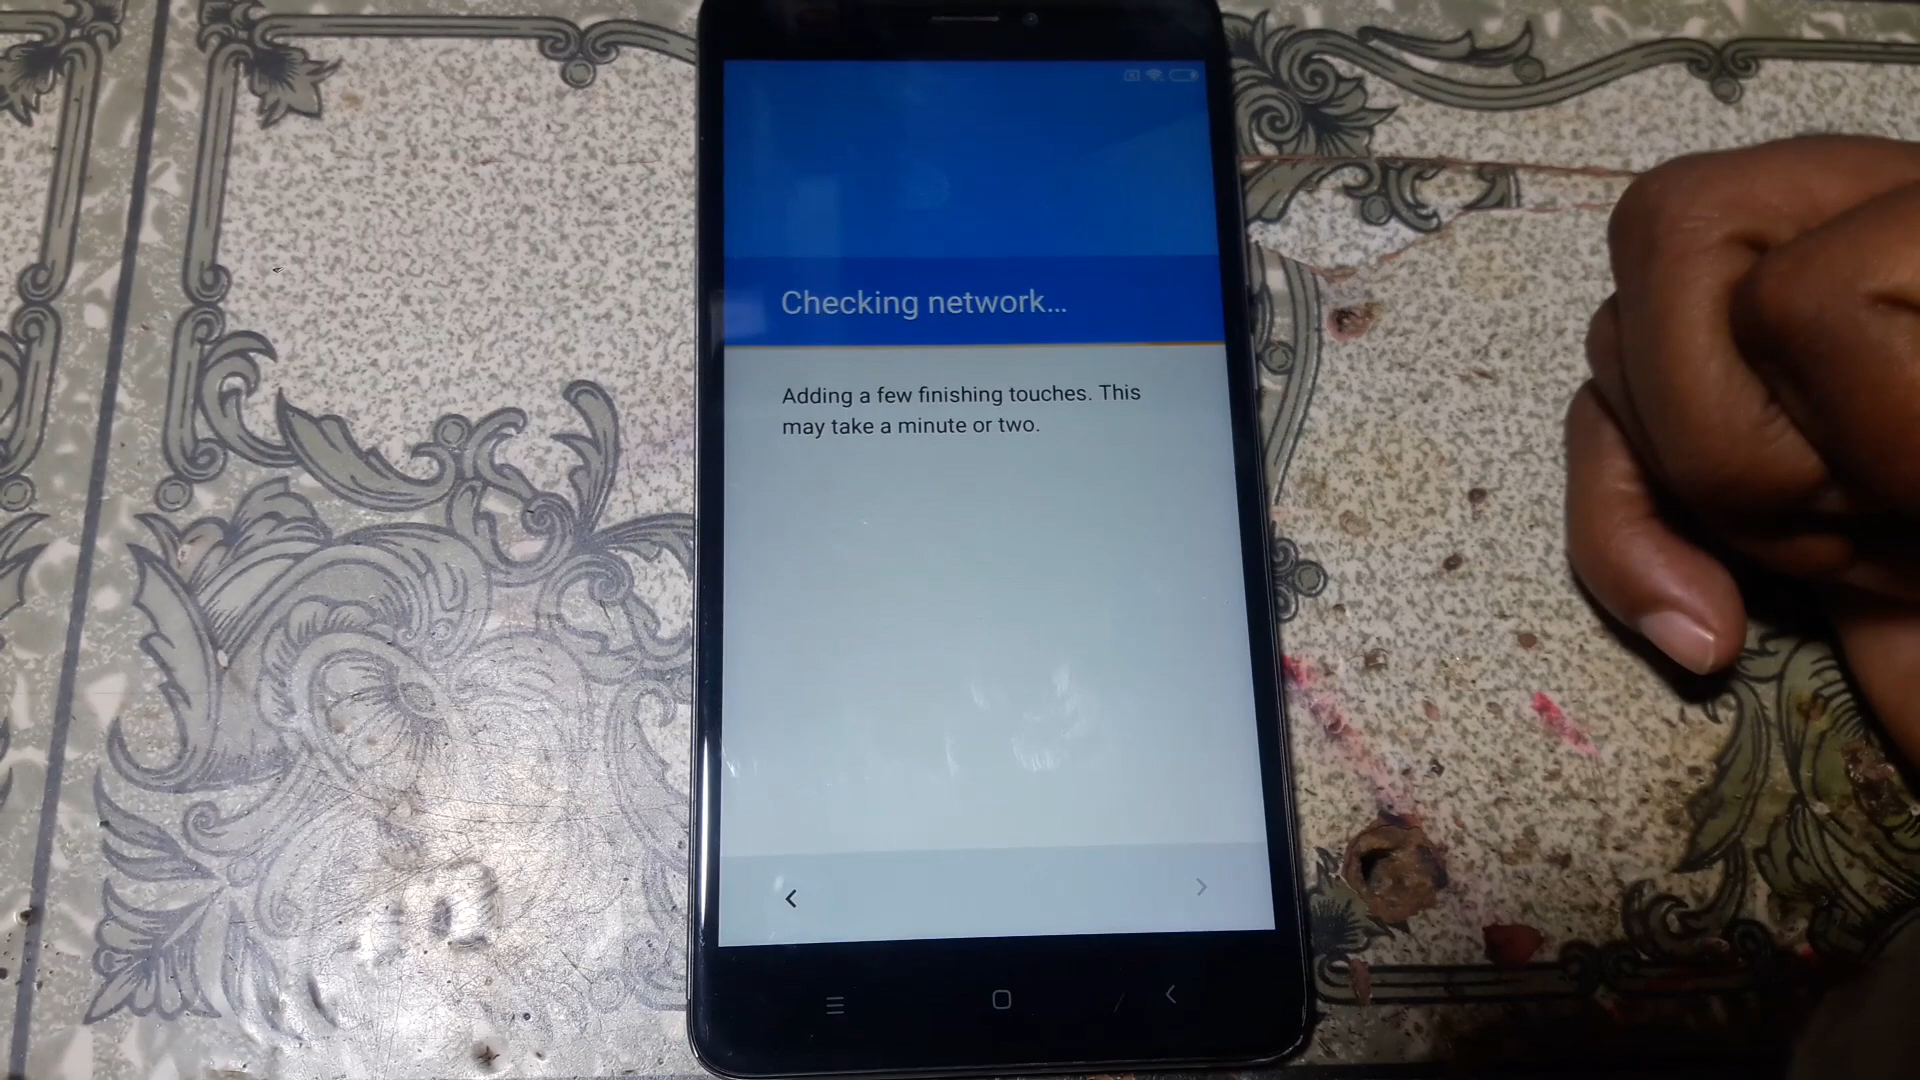 Checking network...
Adding a few finishing touches. This
may take a minute or two.